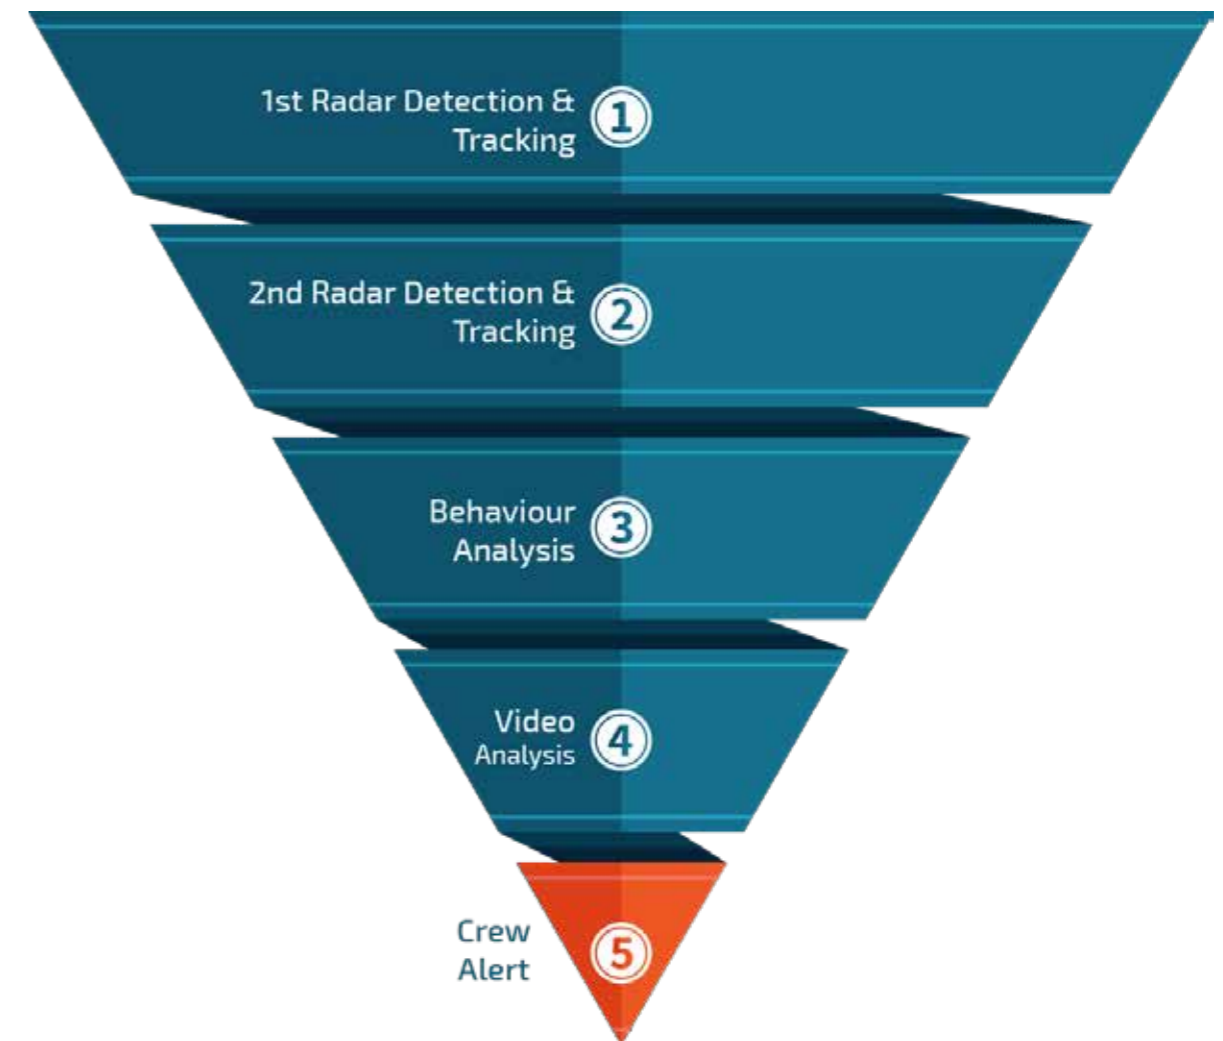 1st Radar Detection &
Tracking
1
2nd Radar Detection &
Tracking
2
Behaviour
Analysis
3
Video
Analysis
4
Crew
Alert
5